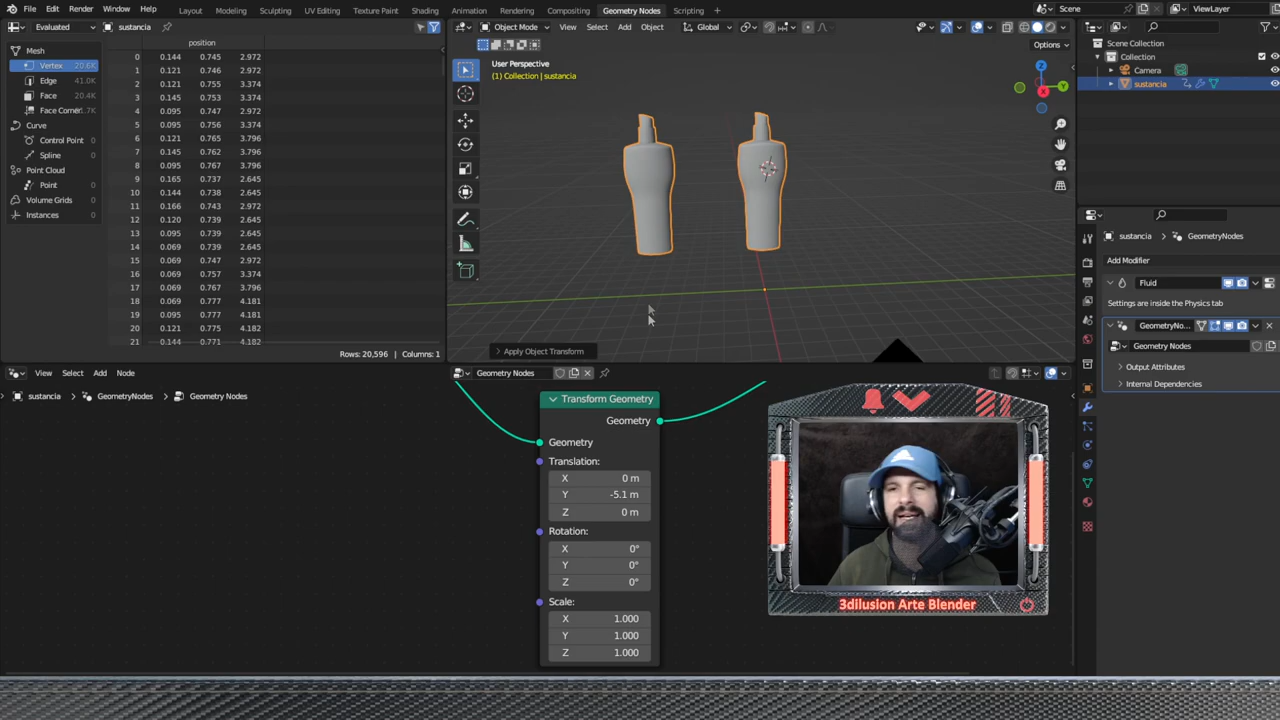 File Edit Render Window Help Layout Modeling Sculpting UV Editing Texture Paint Shading Animation Rendering Compositing Geometry Nodes Scripting + Scene ViewLayer
Evaluated sustancia
position
Mesh
Vertex 20.6K
Edge 41.0K
Face 20.4K
Face Corner
Curve
Control Point 0
Spline 0
Point Cloud
Point 0
Volume Grids 0
Instances 0
0 0.144 0.745 2.972
1 0.121 0.746 2.972
2 0.121 0.755 3.374
3 0.145 0.753 3.374
4 0.095 0.747 2.972
5 0.095 0.756 3.374
6 0.121 0.765 3.796
7 0.145 0.762 3.796
8 0.095 0.767 3.796
9 0.165 0.737 2.645
10 0.144 0.738 2.645
11 0.166 0.743 2.972
12 0.120 0.739 2.645
13 0.095 0.739 2.645
14 0.069 0.739 2.645
15 0.069 0.747 2.972
16 0.069 0.757 3.374
17 0.069 0.767 3.796
18 0.069 0.777 4.181
19 0.095 0.777 4.181
20 0.121 0.775 4.182
21 0.144 0.771 4.182
Rows: 20,596 | Columns: 1
Object Mode View Select Add Object Global
Options
User Perspective
(1) Collection | sustancia
Z
Y
X
Apply Object Transform
Scene Collection
Collection
Camera
sustancia
sustancia > GeometryNodes
Add Modifier
Fluid
Settings are inside the Physics tab
GeometryNo...
Geometry Nodes
Output Attributes
Internal Dependencies
View Select Add Node
Geometry Nodes
sustancia > GeometryNodes > Geometry Nodes
Transform Geometry
Geometry
Geometry
Translation:
X 0 m
Y -5.1 m
Z 0 m
Rotation:
X 0°
Y 0°
Z 0°
Scale:
X 1.000
Y 1.000
Z 1.000
3dilusion Arte Blender